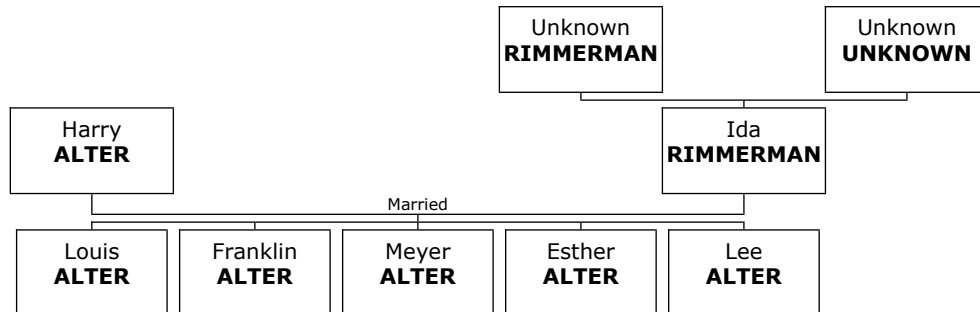 Unknown
RIMMERMAN
Unknown
UNKNOWN
Harry
ALTER
Ida
RIMMERMAN
Married
Louis
ALTER
Franklin
ALTER
Meyer
ALTER
Esther
ALTER
Lee
ALTER